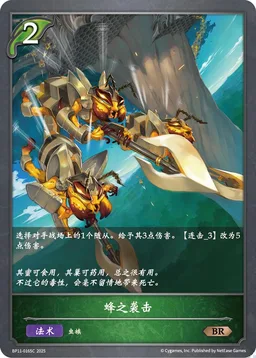 2
选择对手战场上的1个随从。给予其3点伤害。【连击_3】改为5
点伤害。
其蜜可食用，其巢可药用，总之很有用。
不过它的毒性，会毫不留情地带来死亡。
蜂之袭击
法术 虫族
BR
BP11-036SC 2025
© Cygames, Inc. Published by NetEase Games